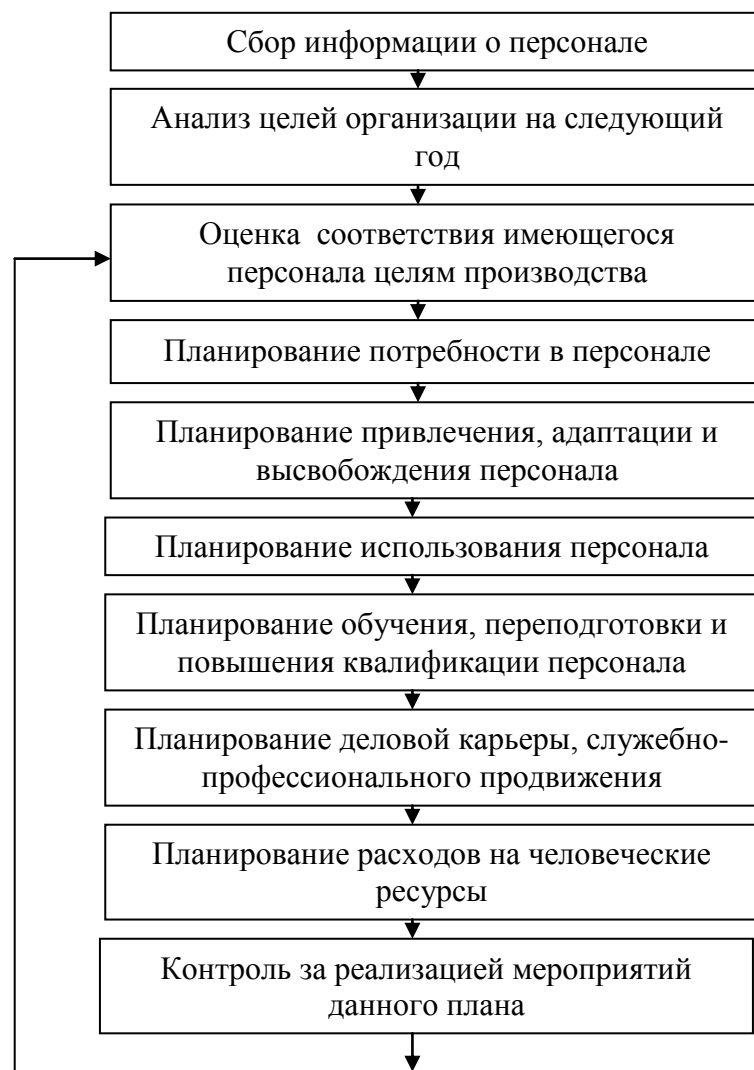 Сбор информации о персонале
Анализ целей организации на следующий
год
Оценка соответствия имеющегося
персонала целям производства
Планирование потребности в персонале
Планирование привлечения, адаптации и
высвобождения персонала
Планирование использования персонала
Планирование обучения, переподготовки и
повышения квалификации персонала
Планирование деловой карьеры, служебно-
профессионального продвижения
Планирование расходов на человеческие
ресурсы
Контроль за реализацией мероприятий
данного плана